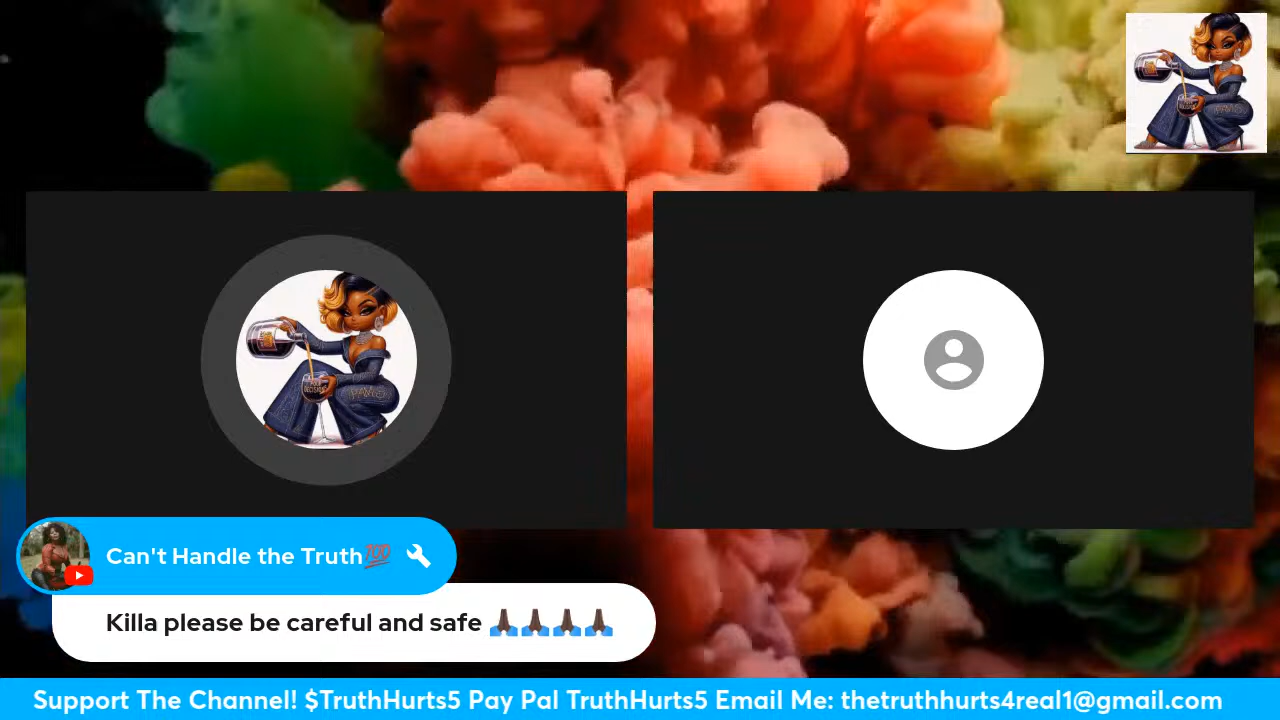 Can't Handle the Truth💯
Killa please be careful and safe 🙏🏿🙏🏿🙏🏿🙏🏿
Support The Channel! $TruthHurts5 Pay Pal TruthHurts5 Email Me: thetruthhurts4real1@gmail.com